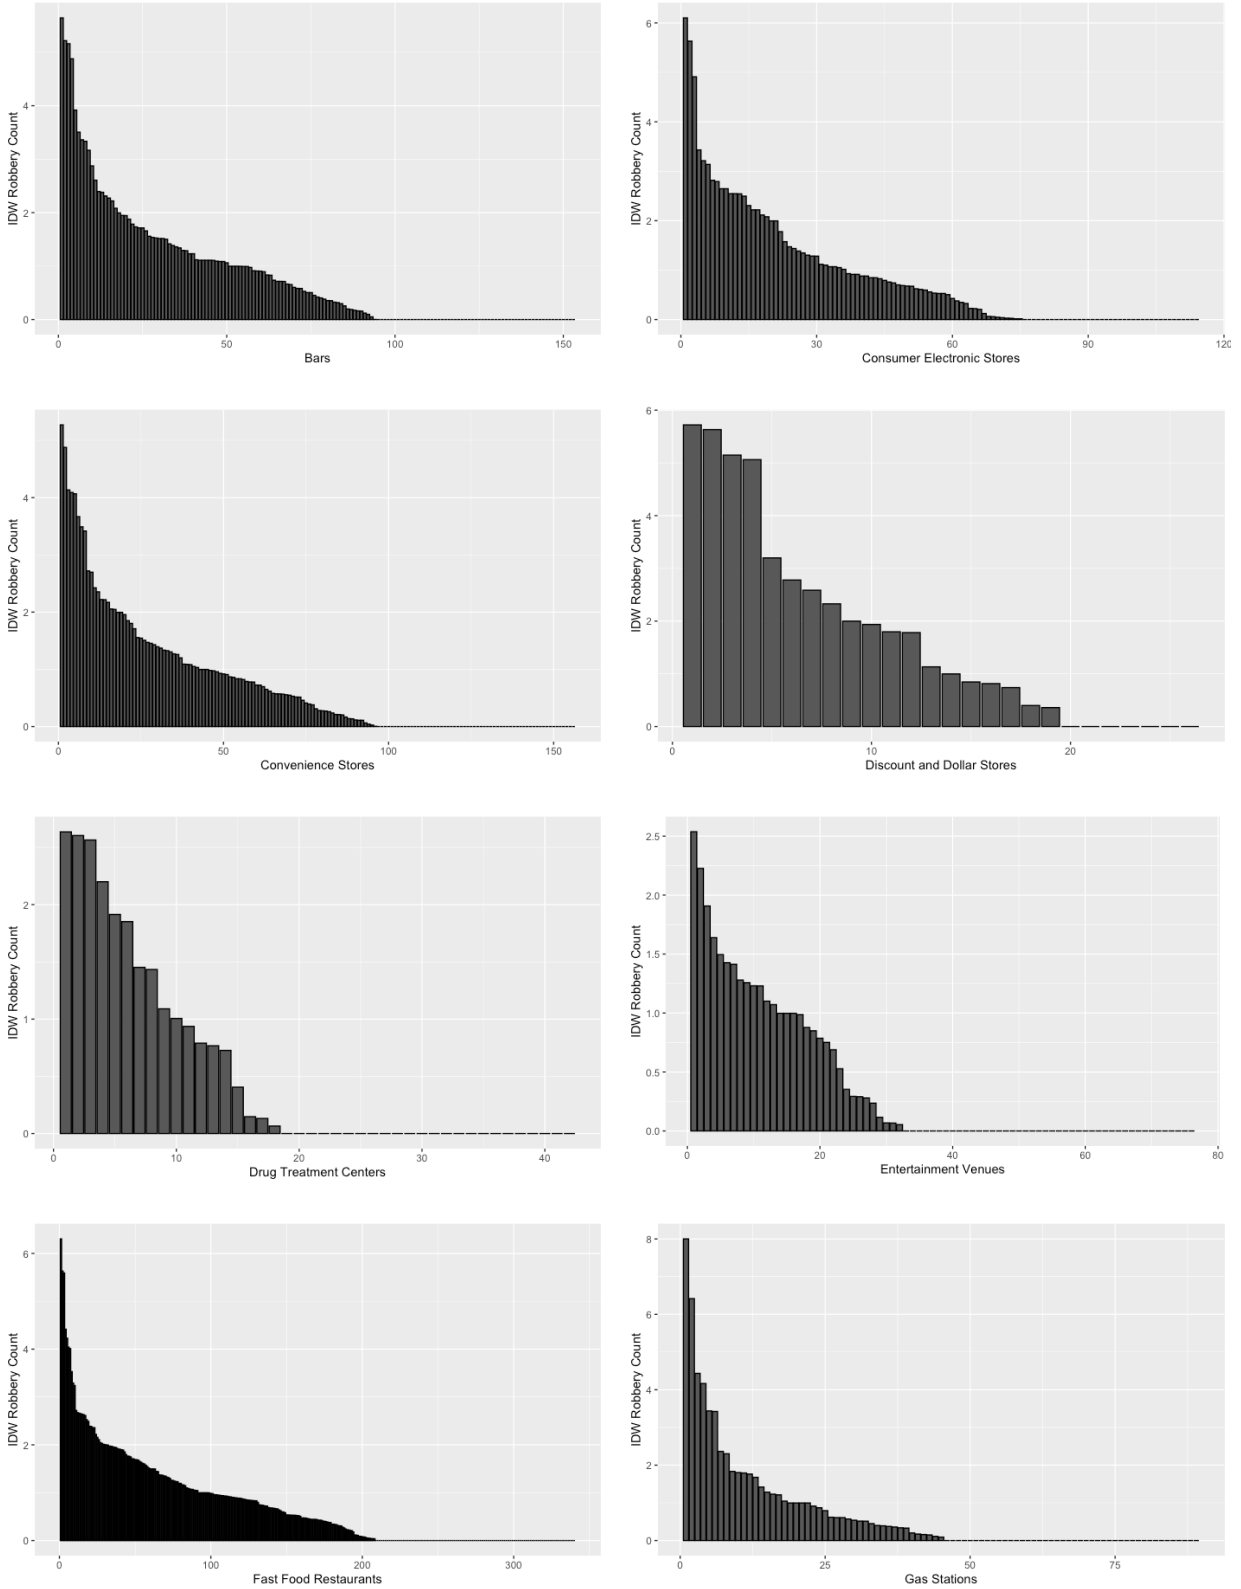 IDW Robbery Count
4
2
0
0 50 100 150
Bars
IDW Robbery Count
6
4
2
0
0 30 60 90 120
Consumer Electronic Stores
IDW Robbery Count
4
2
0
0 50 100 150
Convenience Stores
IDW Robbery Count
6
4
2
0
0 10 20
Discount and Dollar Stores
IDW Robbery Count
2
1
0
0 10 20 30 40
Drug Treatment Centers
IDW Robbery Count
2.5
2.0
1.5
1.0
0.5
0.0
0 20 40 60 80
Entertainment Venues
IDW Robbery Count
6
4
2
0
0 100 200 300
Fast Food Restaurants
IDW Robbery Count
8
6
4
2
0
0 25 50 75
Gas Stations